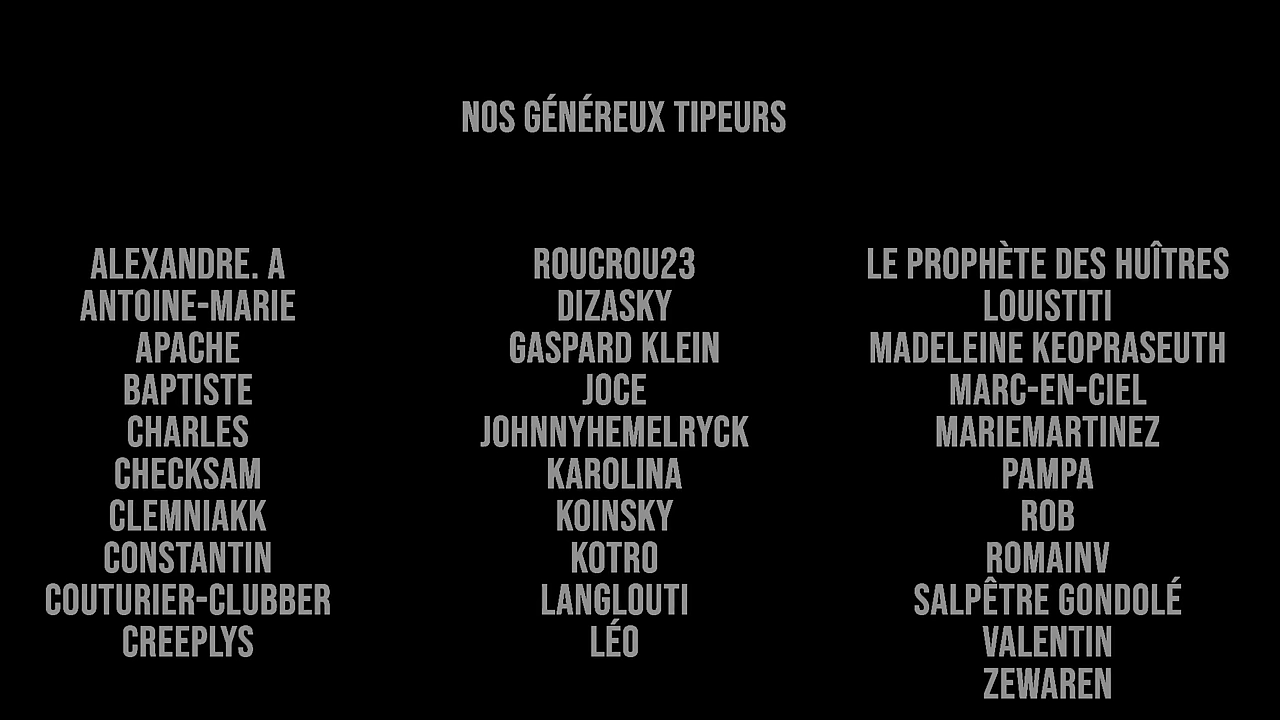 NOS GÉNÉREUX TIPEURS
ALEXANDRE. A
ANTOINE-MARIE
APACHE
BAPTISTE
CHARLES
CHECKSAM
CLEMNIAKK
CONSTANTIN
COUTURIER-CLUBBER
CREEPLYS
ROUCROU23
DIZASKY
GASPARD KLEIN
JOCE
JOHNNYHEMELRYCK
KAROLINA
KOINSKY
KOTRO
LANGLOUTI
LÉO
LE PROPHÈTE DES HUÎTRES
LOUISTITI
MADELEINE KEOPRASEUTH
MARC-EN-CIEL
MARIEMARTINEZ
PAMPA
ROB
ROMAINV
SALPÊTRE GONDOLÉ
VALENTIN
ZEWAREN